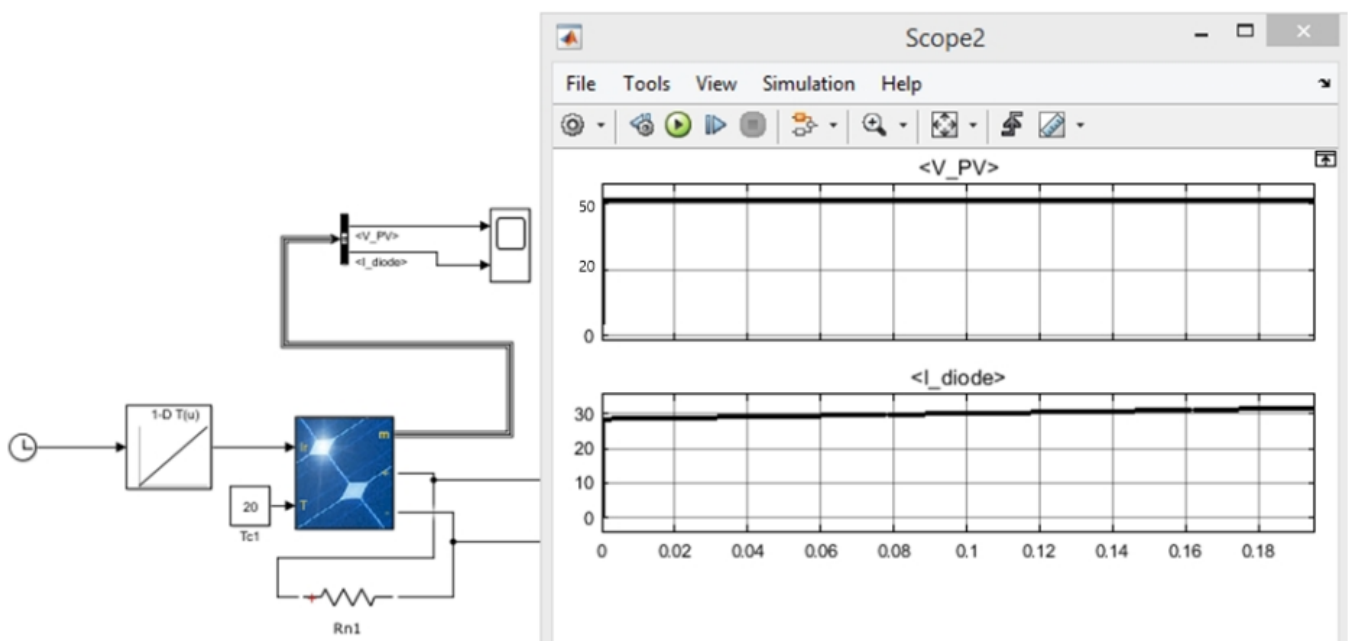 Scope2
File Tools View Simulation Help
<V_PV>
50
20
0
<I_diode>
30
20
10
0
0 0.02 0.04 0.06 0.08 0.1 0.12 0.14 0.16 0.18
<V_PV>
<I_diode>
1-D T(u)
Ir
m
20
T
+
-
Tc1
+
Rn1